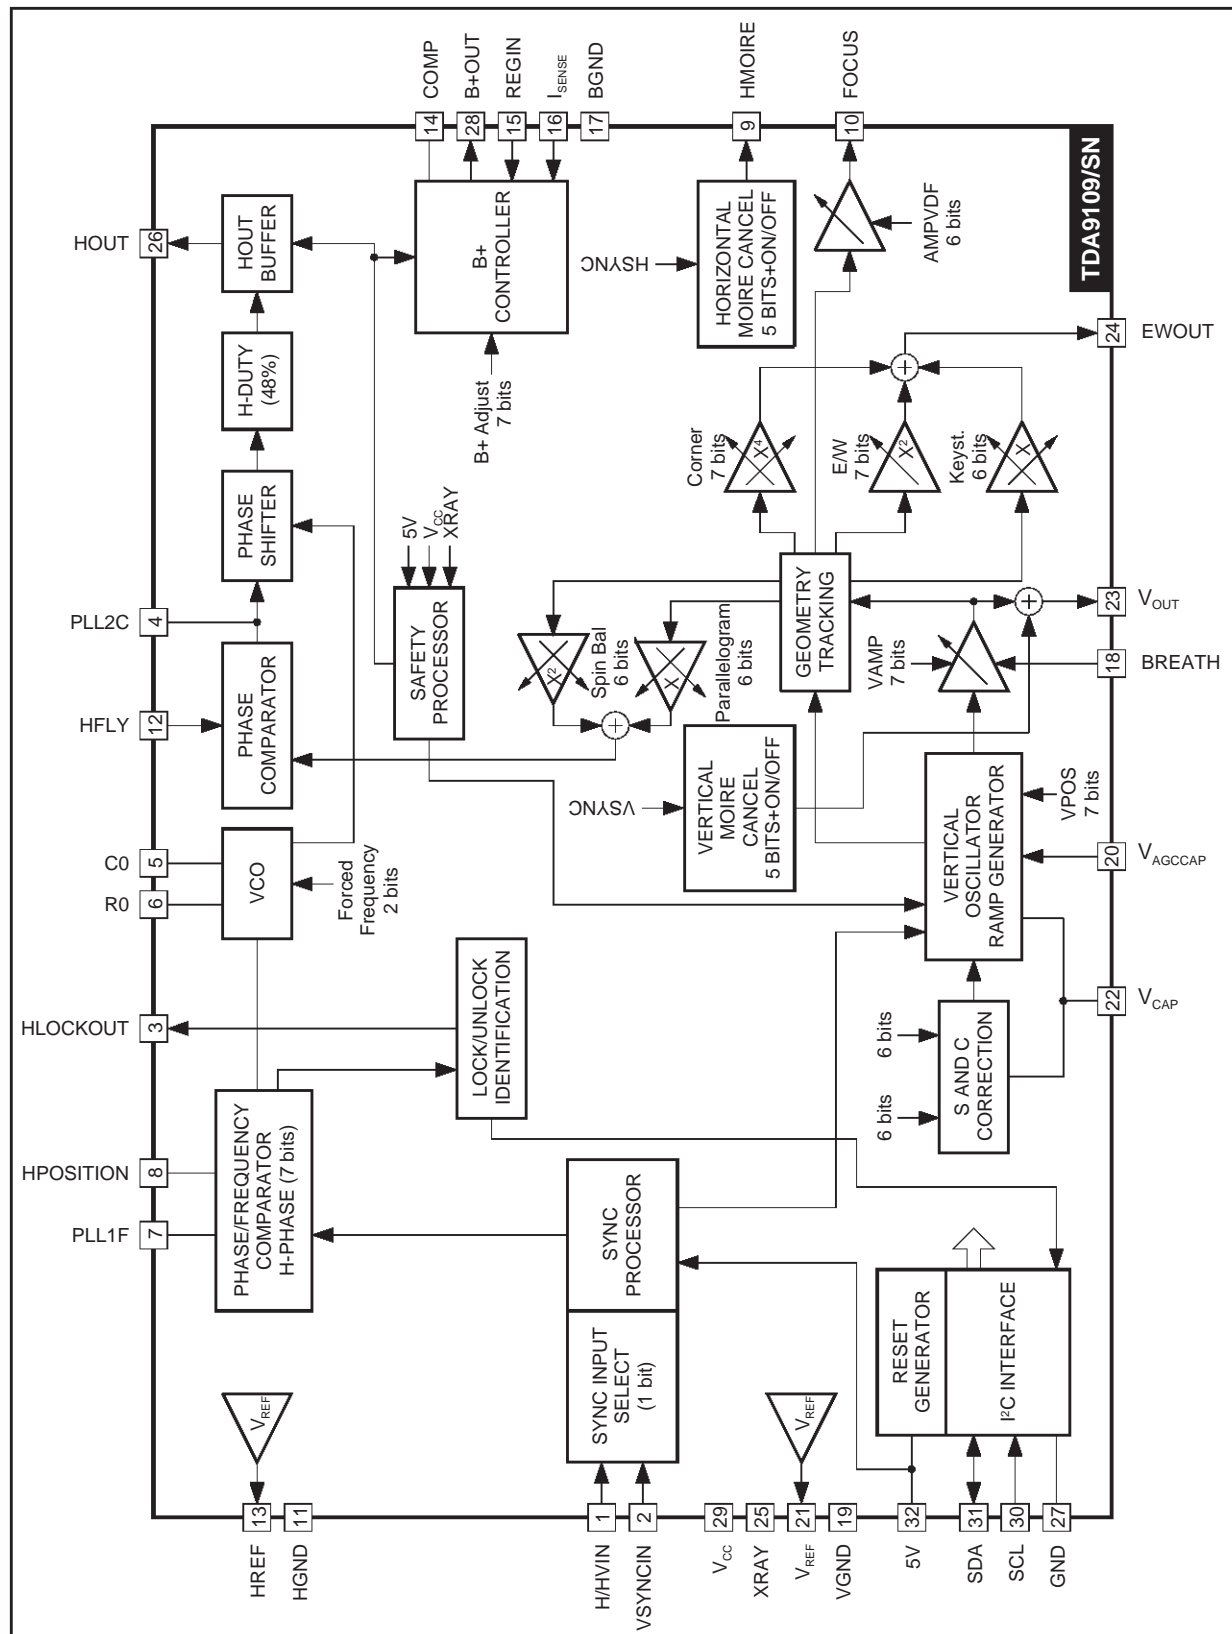 COMP
B+OUT
REGIN
ISENSE
BGND
HMOIRE
FOCUS
14
28
15
16
17
9
10
TDA9109/SN
HOUT
26
HOUT
BUFFER
B+
CONTROLLER
HSYNC
HORIZONTAL
MOIRE CANCEL
5 BITS+ON/OFF
AMPVDF
6 bits
H-DUTY
(48%)
B+ Adjust
7 bits
24
EWOUT
+
Corner
7 bits
X4
E/W
7 bits
X2
Keyst.
6 bits
X
PHASE
SHIFTER
5V
VCC
XRAY
PLL2C
4
SAFETY
PROCESSOR
X2
Spin Bal
6 bits
X
Parallelogram
6 bits
+
GEOMETRY
TRACKING
+
23
VOUT
VAMP
7 bits
18
BREATH
HFLY
12
PHASE
COMPARATOR
VSYNC
VERTICAL
MOIRE
CANCEL
5 BITS+ON/OFF
VERTICAL
OSCILLATOR
RAMP GENERATOR
VPOS
7 bits
C0
5
R0
6
VCO
Forced
Frequency
2 bits
20
VAGCCAP
HLOCKOUT
3
LOCK/UNLOCK
IDENTIFICATION
6 bits
6 bits
S AND C
CORRECTION
22
VCAP
HPOSITION
8
PLL1F
7
PHASE/FREQUENCY
COMPARATOR
H-PHASE (7 bits)
SYNC
PROCESSOR
SYNC INPUT
SELECT
(1 bit)
RESET
GENERATOR
I2C INTERFACE
VREF
VREF
13
11
1
2
29
25
21
19
32
31
30
27
HREF
HGND
H/HVIN
VSYNCIN
VCC
XRAY
VREF
VGND
5V
SDA
SCL
GND